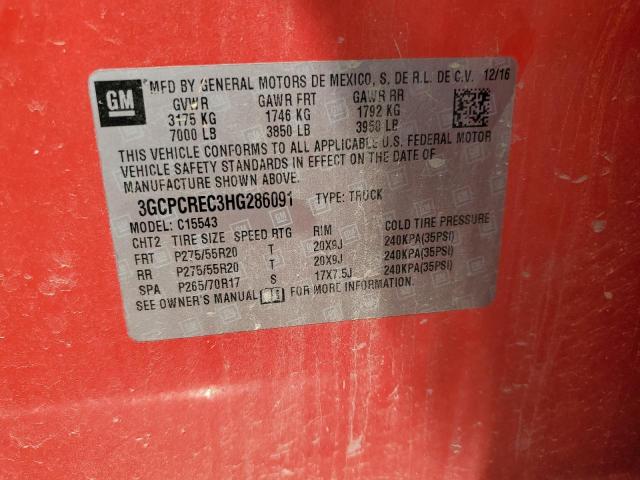 GM
MFD BY GENERAL MOTORS DE MEXICO, S. DE R.L. DE C.V. 12/16
GVWR GAWR FRT GAWR RR
3175 KG 1746 KG 1792 KG
7000 LB 3850 LB 3950 LB
THIS VEHICLE CONFORMS TO ALL APPLICABLE U.S. FEDERAL MOTOR
VEHICLE SAFETY STANDARDS IN EFFECT ON THE DATE OF
MANUFACTURE SHOWN ABOVE.
3GCPCREC3HG286091 TYPE: TRUCK
MODEL: C15543
CHT2 TIRE SIZE SPEED RTG RIM COLD TIRE PRESSURE
FRT P275/55R20 T 20X9J 240KPA(35PSI)
RR P275/55R20 T 20X9J 240KPA(35PSI)
SPA P265/70R17 S 17X7.5J 240KPA(35PSI)
SEE OWNER'S MANUAL FOR MORE INFORMATION.